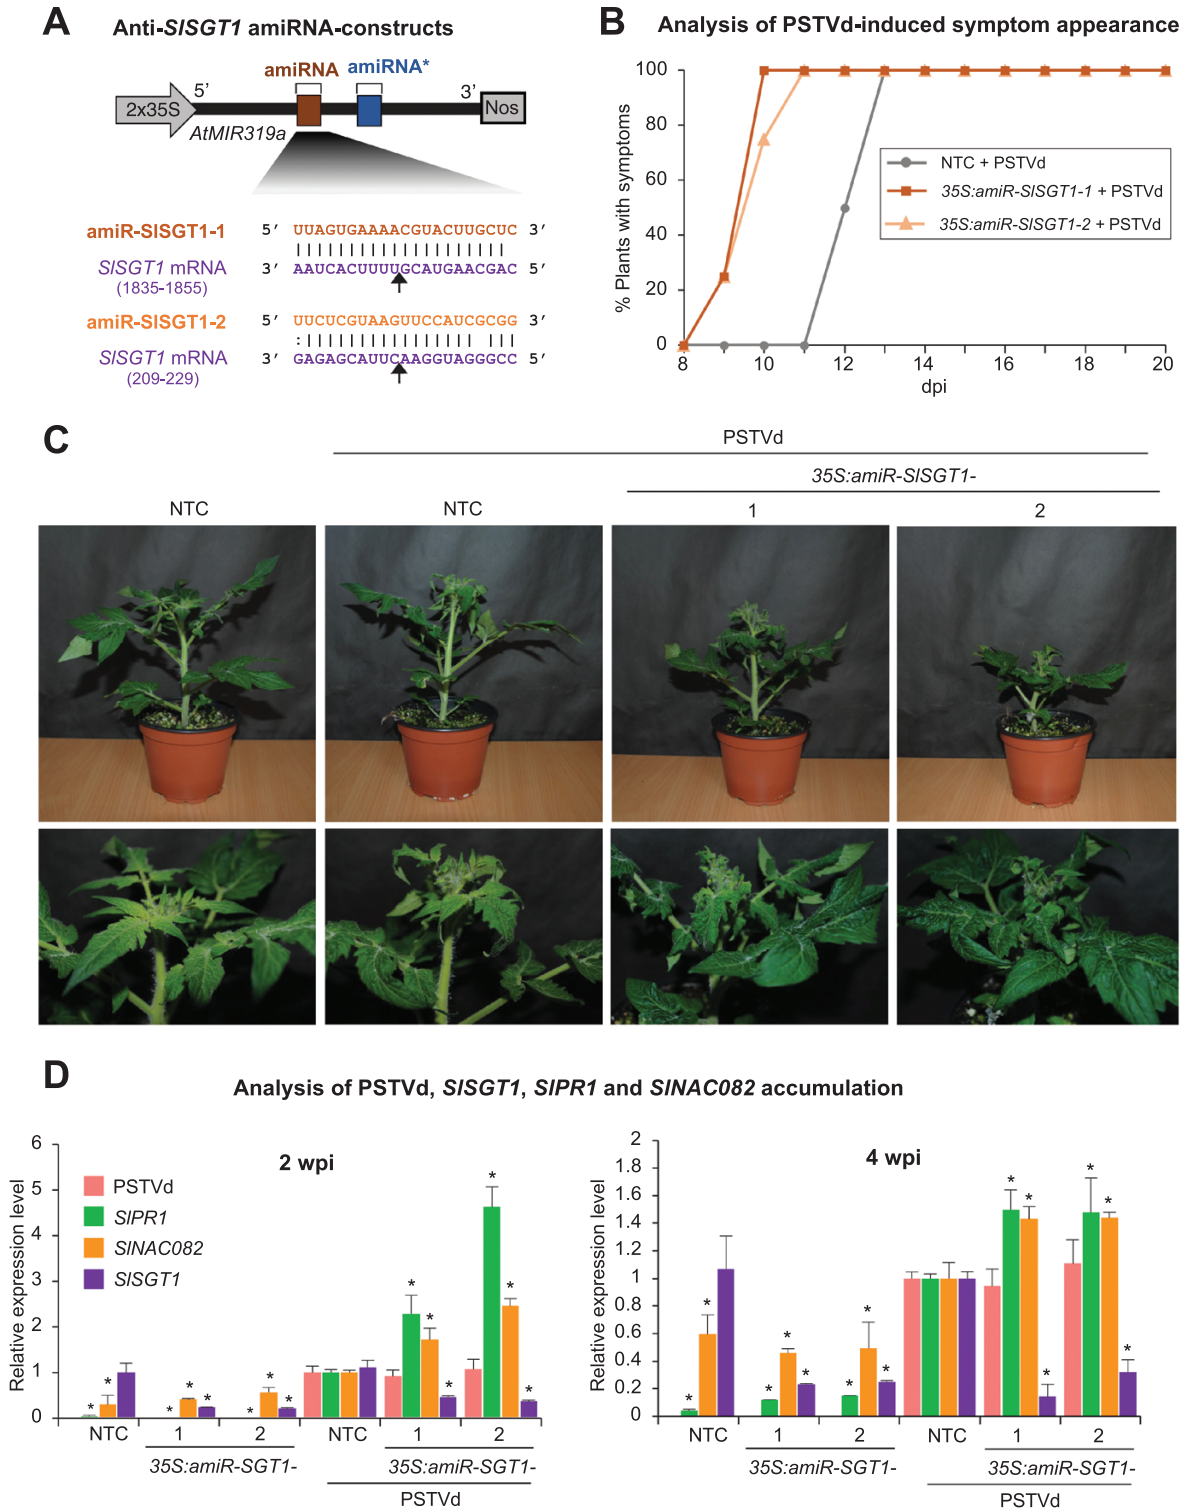 A
Anti-SlSGT1 amiRNA-constructs
amiRNA amiRNA*
5′ 3′
2x35S Nos
AtMIR319a
amiR-SlSGT1-1 5′ UUAGUGAAAACGUACUUGCUC 3′
SlSGT1 mRNA 3′ AAUCACUUUUGCAUGAACGAC 5′
(1835-1855)
amiR-SlSGT1-2 5′ UUCUCGUAAGUUCCAUCGCGG 3′
:
SlSGT1 mRNA 3′ GAGAGCAUUCAAGGUAGGGCC 5′
(209-229)
B
Analysis of PSTVd-induced symptom appearance
% Plants with symptoms
100
80
60
40
20
0
8 10 12 14 16 18 20
dpi
NTC + PSTVd
35S:amiR-SlSGT1-1 + PSTVd
35S:amiR-SlSGT1-2 + PSTVd
C
PSTVd
35S:amiR-SlSGT1-
NTC NTC 1 2
D
Analysis of PSTVd, SlSGT1, SlPR1 and SlNAC082 accumulation
2 wpi
Relative expression level
6
5
4
3
2
1
0
PSTVd
SlPR1
SlNAC082
SlSGT1
* * * * * * * * * * * * * *
NTC 1 2 NTC 1 2
35S:amiR-SGT1- 35S:amiR-SGT1-
PSTVd
4 wpi
Relative expression level
2
1.8
1.6
1.4
1.2
1
0.8
0.6
0.4
0.2
0
* * * * * * * * * * * * * *
NTC 1 2 NTC 1 2
35S:amiR-SGT1- 35S:amiR-SGT1-
PSTVd